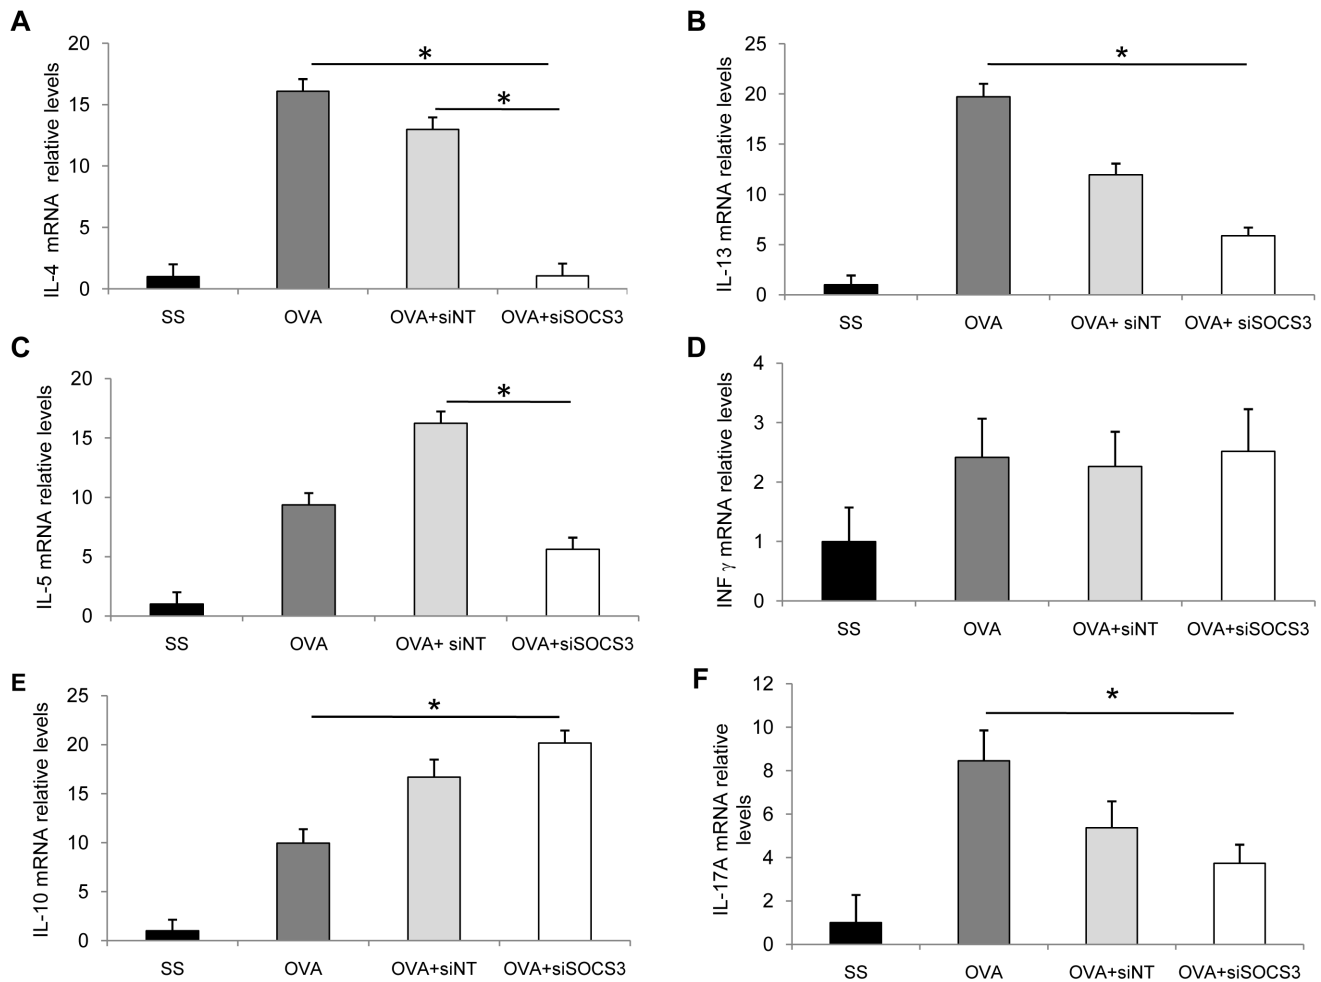 A
IL-4 mRNA relative levels
20
15
10
5
0
*
*
SS OVA OVA+siNT OVA+siSOCS3
B
IL-13 mRNA relative levels
25
20
15
10
5
0
*
SS OVA OVA+ siNT OVA+ siSOCS3
C
IL-5 mRNA relative levels
20
15
10
5
0
*
SS OVA OVA+ siNT OVA+siSOCS3
D
INF γ mRNA relative levels
4
3
2
1
0
SS OVA OVA+siNT OVA+siSOCS3
E
IL-10 mRNA relative levels
25
20
15
10
5
0
*
SS OVA OVA+siNT OVA+siSOCS3
F
IL-17A mRNA relative
levels
12
10
8
6
4
2
0
*
SS OVA OVA+siNT OVA+siSOCS3